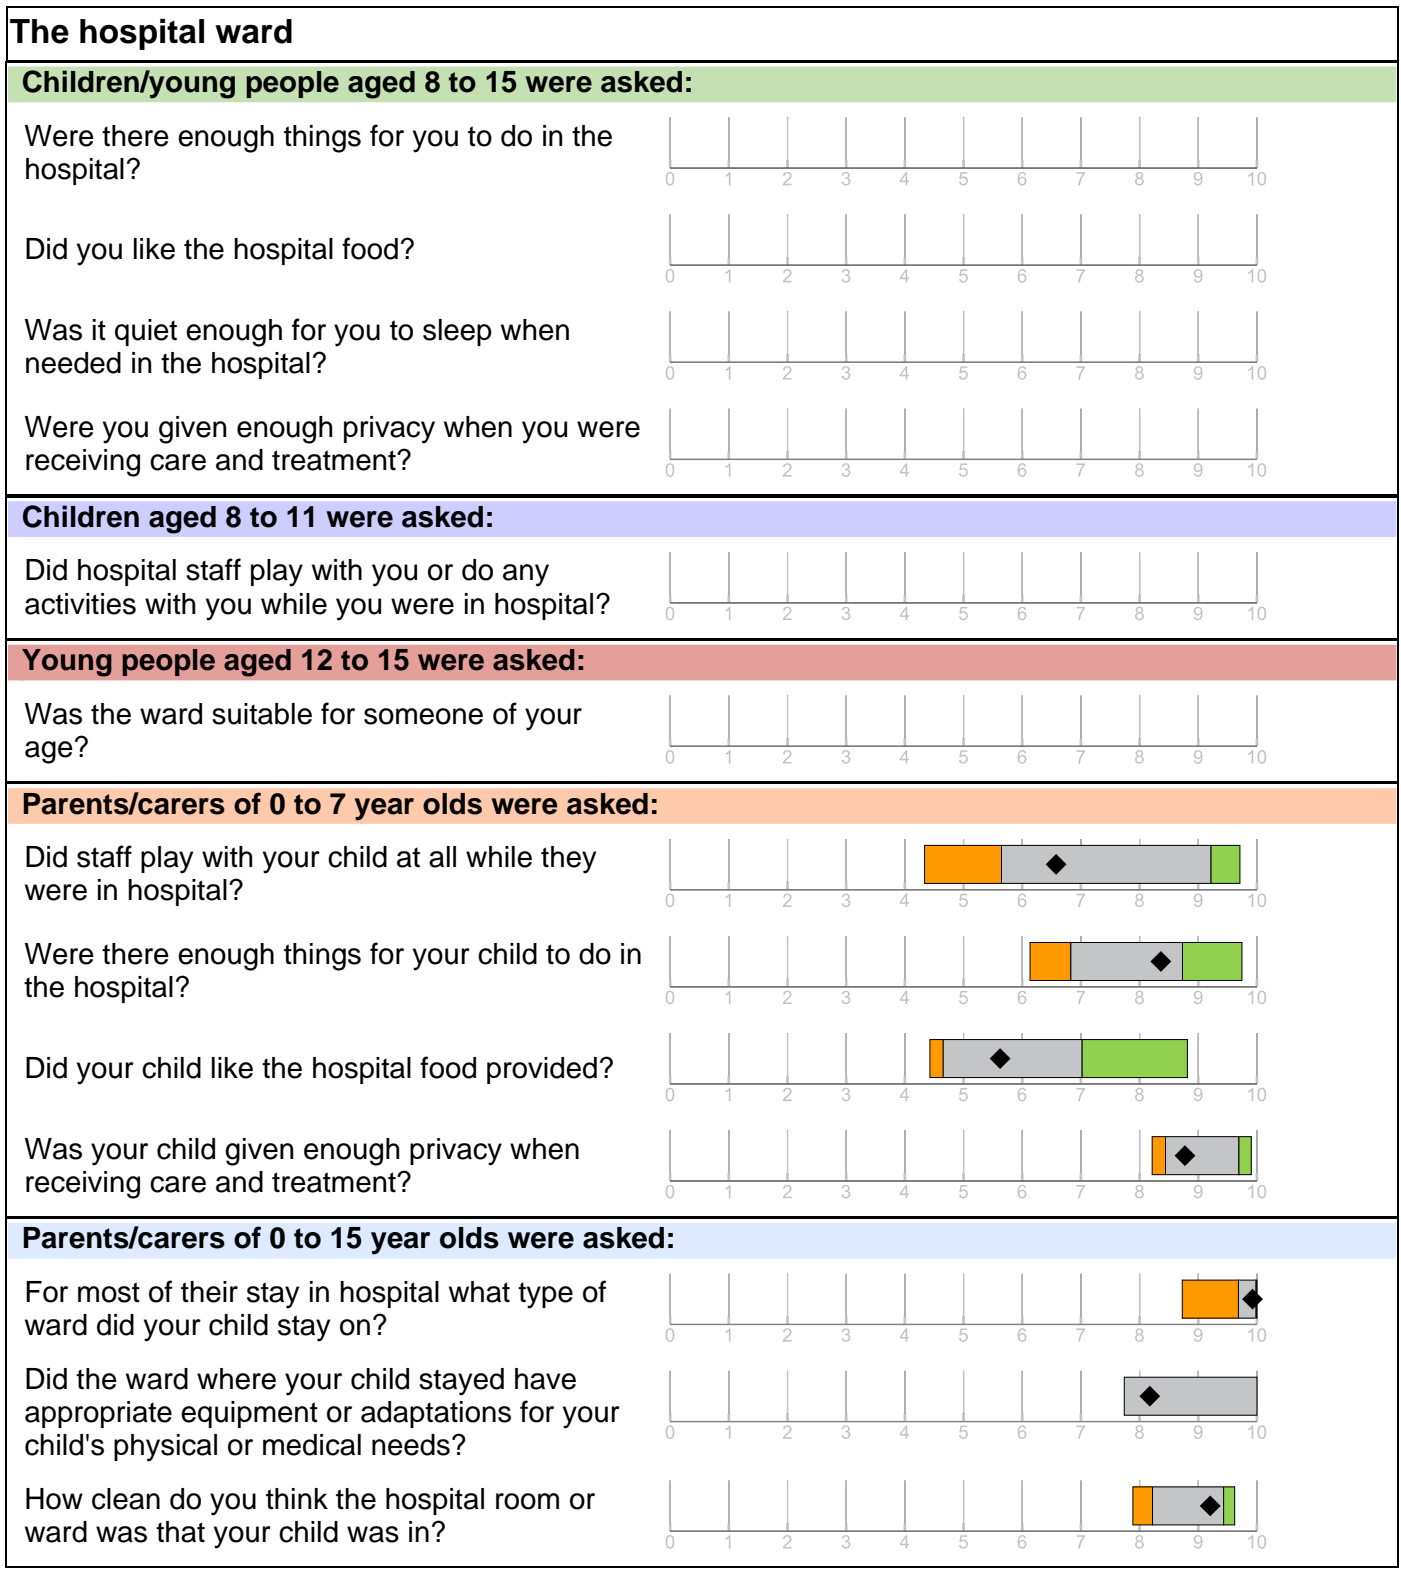 The hospital ward
Children/young people aged 8 to 15 were asked:
Were there enough things for you to do in the
hospital?
0 1 2 3 4 5 6 7 8 9 10
Did you like the hospital food?
0 1 2 3 4 5 6 7 8 9 10
Was it quiet enough for you to sleep when
needed in the hospital?
0 1 2 3 4 5 6 7 8 9 10
Were you given enough privacy when you were
receiving care and treatment?
0 1 2 3 4 5 6 7 8 9 10
Children aged 8 to 11 were asked:
Did hospital staff play with you or do any
activities with you while you were in hospital?
0 1 2 3 4 5 6 7 8 9 10
Young people aged 12 to 15 were asked:
Was the ward suitable for someone of your
age?
0 1 2 3 4 5 6 7 8 9 10
Parents/carers of 0 to 7 year olds were asked:
Did staff play with your child at all while they
were in hospital?
0 1 2 3 4 5 6 7 8 9 10
Were there enough things for your child to do in
the hospital?
0 1 2 3 4 5 6 7 8 9 10
Did your child like the hospital food provided?
0 1 2 3 4 5 6 7 8 9 10
Was your child given enough privacy when
receiving care and treatment?
0 1 2 3 4 5 6 7 8 9 10
Parents/carers of 0 to 15 year olds were asked:
For most of their stay in hospital what type of
ward did your child stay on?
0 1 2 3 4 5 6 7 8 9 10
Did the ward where your child stayed have
appropriate equipment or adaptations for your
child's physical or medical needs?
0 1 2 3 4 5 6 7 8 9 10
How clean do you think the hospital room or
ward was that your child was in?
0 1 2 3 4 5 6 7 8 9 10